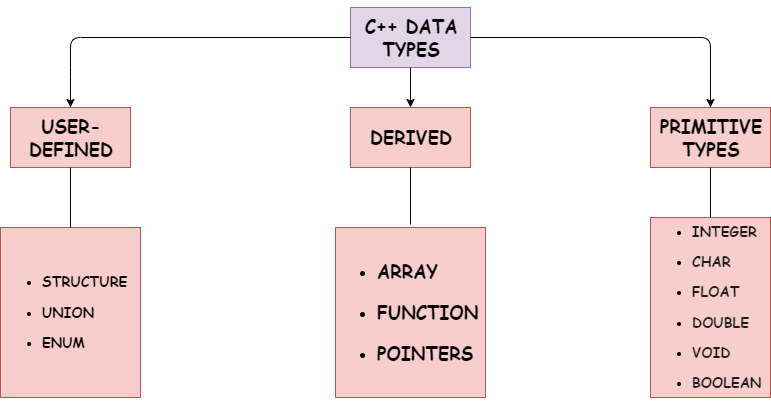 C++ DATA
TYPES
USER-
DEFINED
DERIVED
PRIMITIVE
TYPES
• STRUCTURE
• UNION
• ENUM
• ARRAY
• FUNCTION
• POINTERS
• INTEGER
• CHAR
• FLOAT
• DOUBLE
• VOID
• BOOLEAN